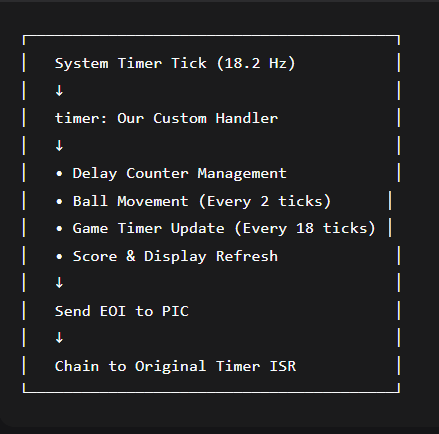 System Timer Tick (18.2 Hz)
↓
timer: Our Custom Handler
↓
• Delay Counter Management
• Ball Movement (Every 2 ticks)
• Game Timer Update (Every 18 ticks)
• Score & Display Refresh
↓
Send EOI to PIC
↓
Chain to Original Timer ISR